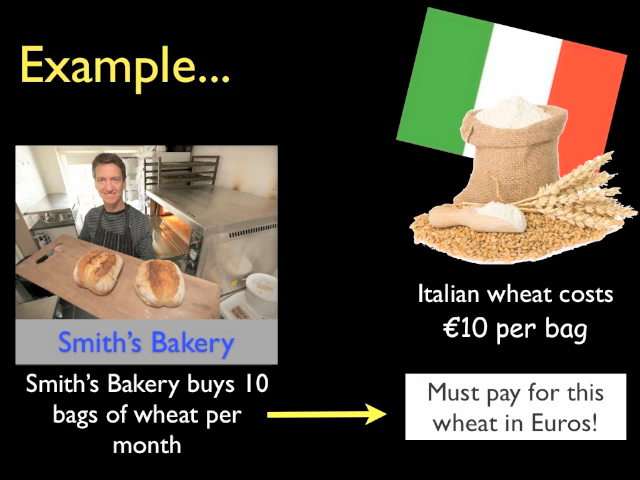 Example...
Smith's Bakery
Smith's Bakery buys 10
bags of wheat per
month
Italian wheat costs
€10 per bag
Must pay for this
wheat in Euros!